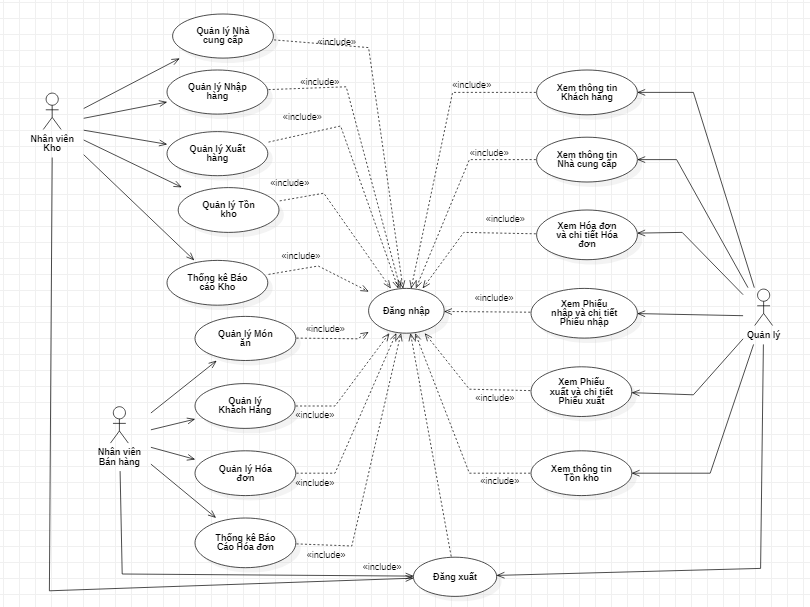 Quản lý Nhà
cung cấp
«include»
Quản lý Nhập
hàng
«include»
«include»
Xem thông tin
Khách hàng
Nhân viên
Kho
«include»
Quản lý Xuất
hàng
«include»
Xem thông tin
Nhà cung cấp
«include»
Quản lý Tồn
kho
«include»
Xem Hóa đơn
và chi tiết Hóa
đơn
«include»
Thống kê Báo
cáo Kho
«include»
Xem Phiếu
nhập và chi tiết
Phiếu nhập
Đăng nhập
Quản lý
Quản lý Món
ăn
«include»
Xem Phiếu
xuất và chi tiết
Phiếu xuất
«include»
Quản lý
Khách Hàng
«include»
Nhân viên
Bán hàng
Quản lý Hóa
đơn
«include»
Xem thông tin
Tồn kho
«include»
Thống kê Báo
Cáo Hóa đơn
«include»
«include»
Đăng xuất